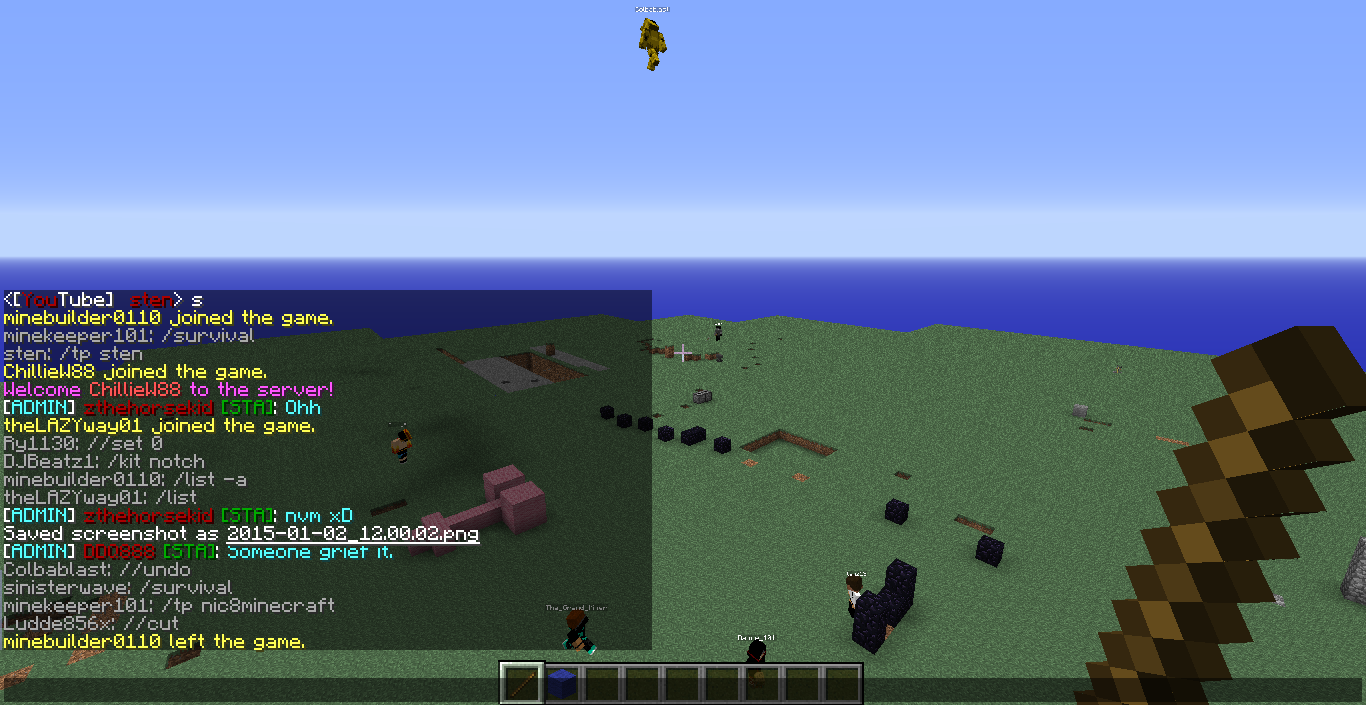 Colbablast
<[YouTube] sten> s
minebuilder0110 joined the game.
minekeeper101: /survival
sten: /tp sten
ChillieW88 joined the game.
Welcome ChillieW88 to the server!
[ADMIN] zthehorsekid [STA]: Ohh
theLAZYway01 joined the game.
Ry1130: //set 0
DJBeatz1: /kit notch
minebuilder0110: /list -a
theLAZYway01: /list
[ADMIN] zthehorsekid [STA]: nvm xD
Saved screenshot as 2015-01-02_12.00.02.png
[ADMIN] DDO888 [STA]: Someone grief it.
Colbablast: //undo
sinisterwave: /survival
minekeeper101: /tp nic8minecraft
Ludde856x: //cut
minebuilder0110 left the game.